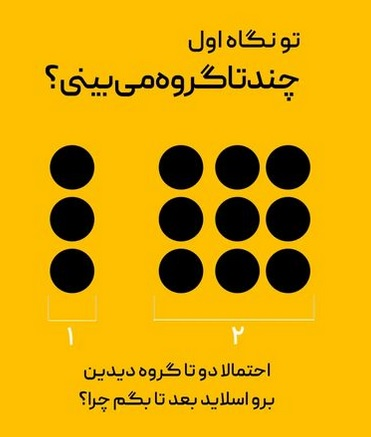 تو نگاه اول
چندتا گروه می‌بینی؟
۱
۲
احتمالا دو تا گروه دیدین
برو اسلاید بعد تا بگم چرا؟